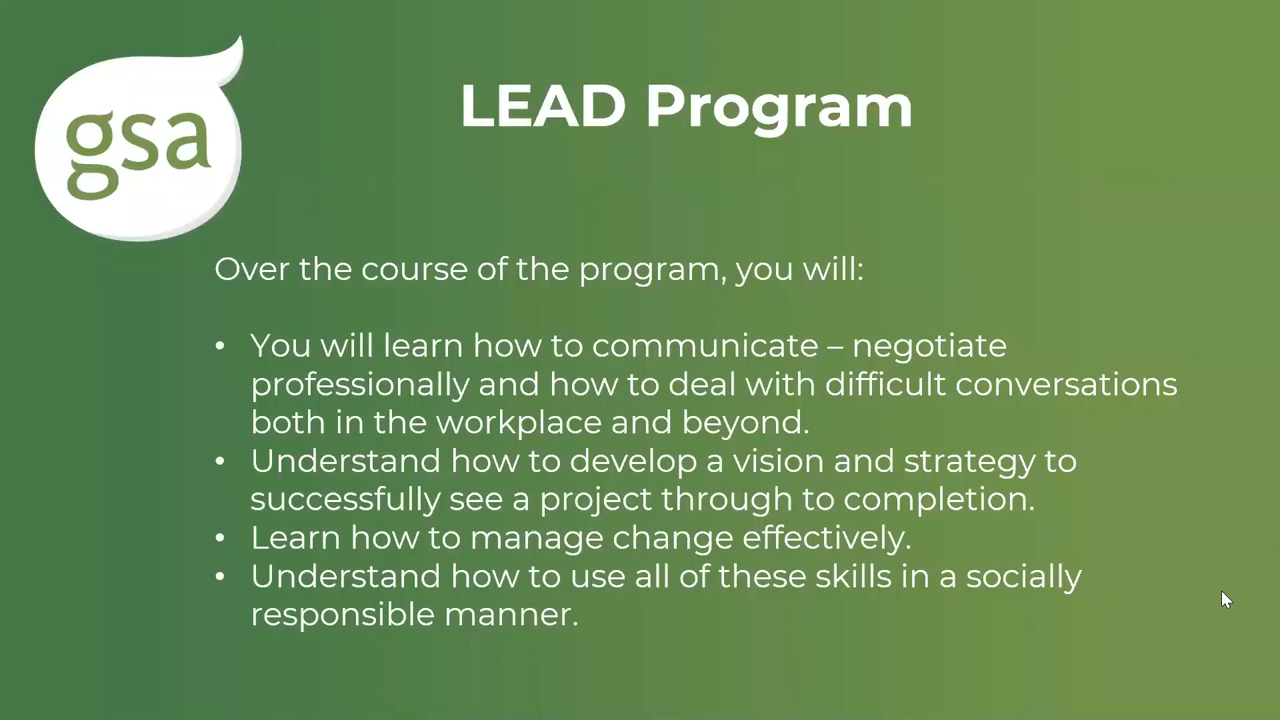 gsa
LEAD Program
Over the course of the program, you will:
• You will learn how to communicate – negotiate
professionally and how to deal with difficult conversations
both in the workplace and beyond.
• Understand how to develop a vision and strategy to
successfully see a project through to completion.
• Learn how to manage change effectively.
• Understand how to use all of these skills in a socially
responsible manner.